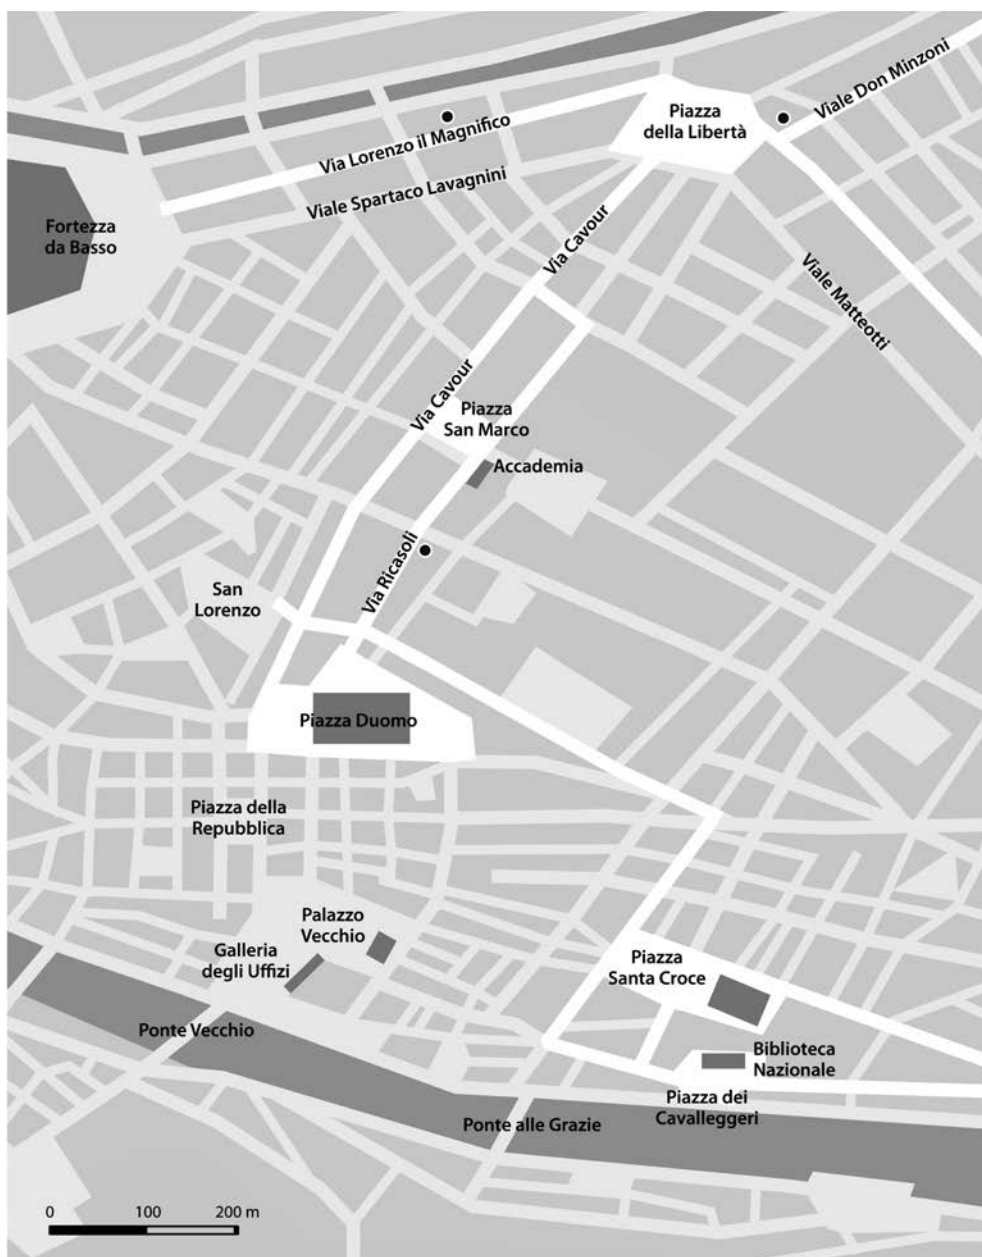 Viale Don Minzoni
Piazza
della Libertà
Via Lorenzo il Magnifico
Viale Spartaco Lavagnini
Fortezza
da Basso
Via Cavour
Viale Matteotti
Via Cavour
Piazza
San Marco
Accademia
Via Ricasoli
San
Lorenzo
Piazza Duomo
Piazza della
Repubblica
Palazzo
Vecchio
Galleria
degli Uffizi
Piazza
Santa Croce
Ponte Vecchio
Biblioteca
Nazionale
Piazza dei
Cavalleggeri
Ponte alle Grazie
0 100 200 m